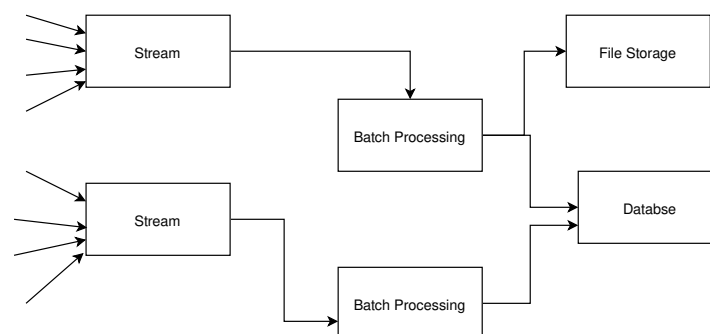 Stream
File Storage
Batch Processing
Stream
Databse
Batch Processing